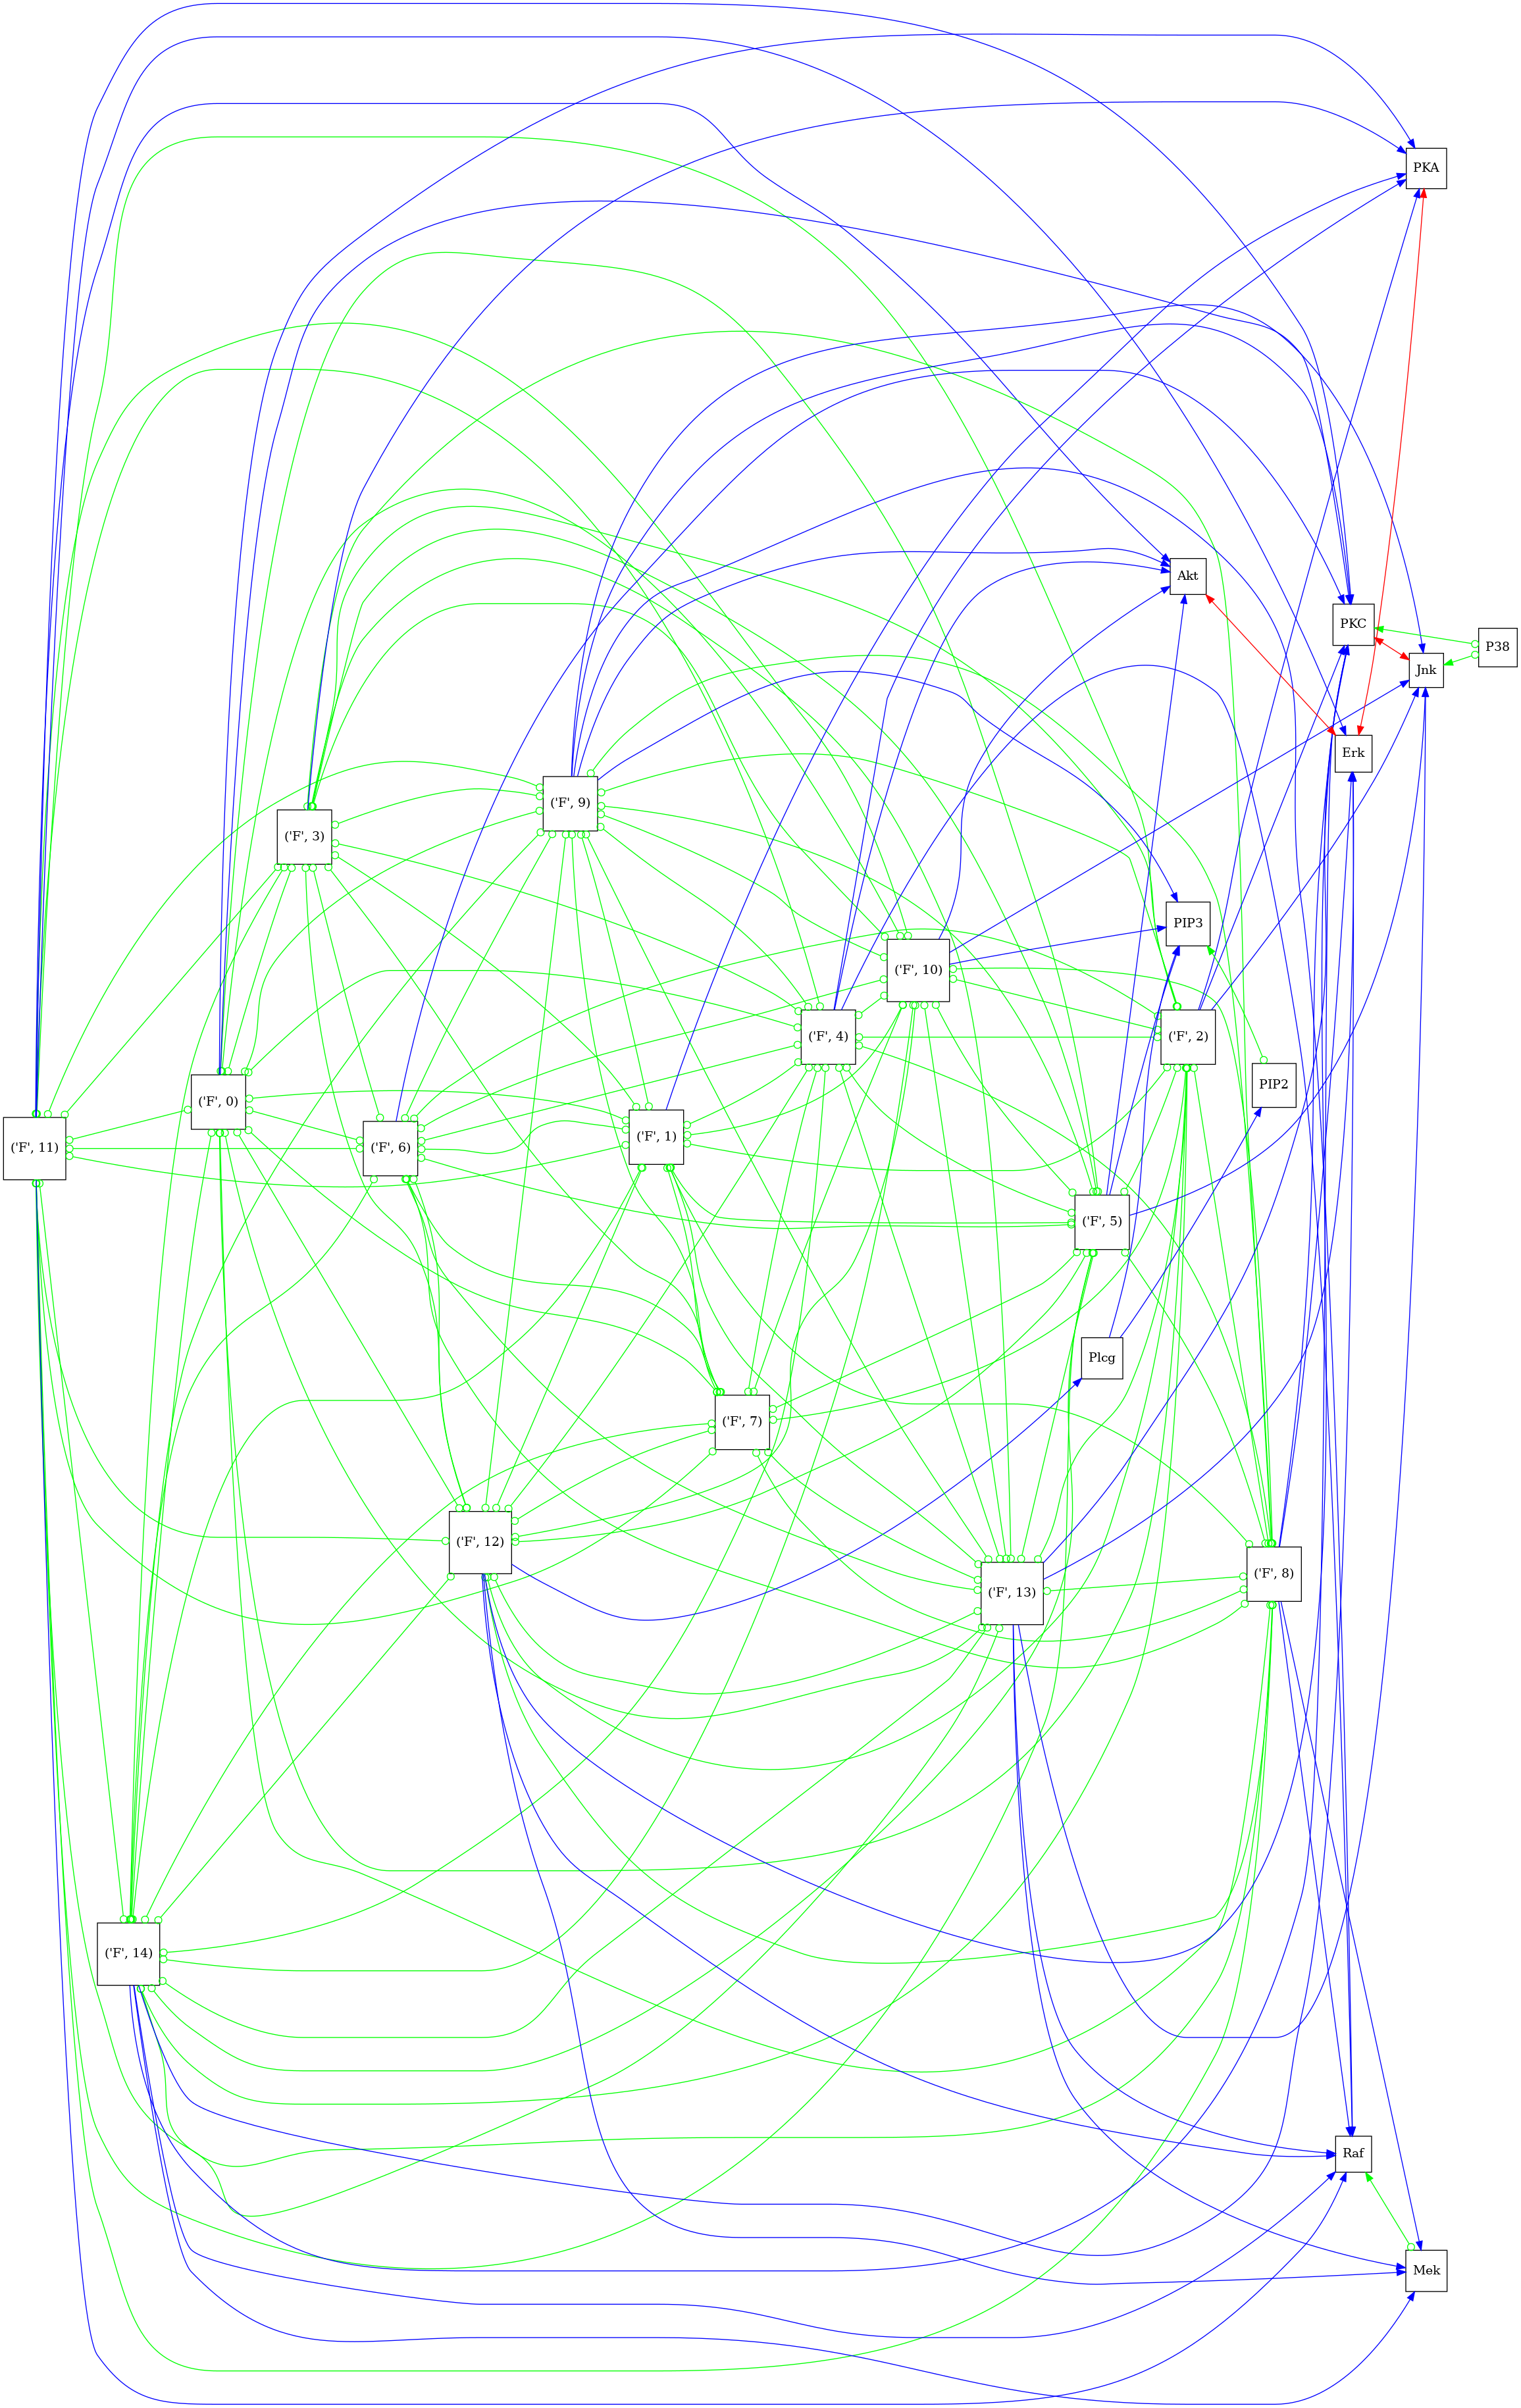 PKA
Akt
PKC
P38
Jnk
Erk
('F', 9)
('F', 3)
PIP3
('F', 10)
('F', 4)
('F', 2)
PIP2
('F', 0)
('F', 11)
('F', 6)
('F', 1)
('F', 5)
Plcg
('F', 7)
('F', 12)
('F', 13)
('F', 8)
('F', 14)
Raf
Mek